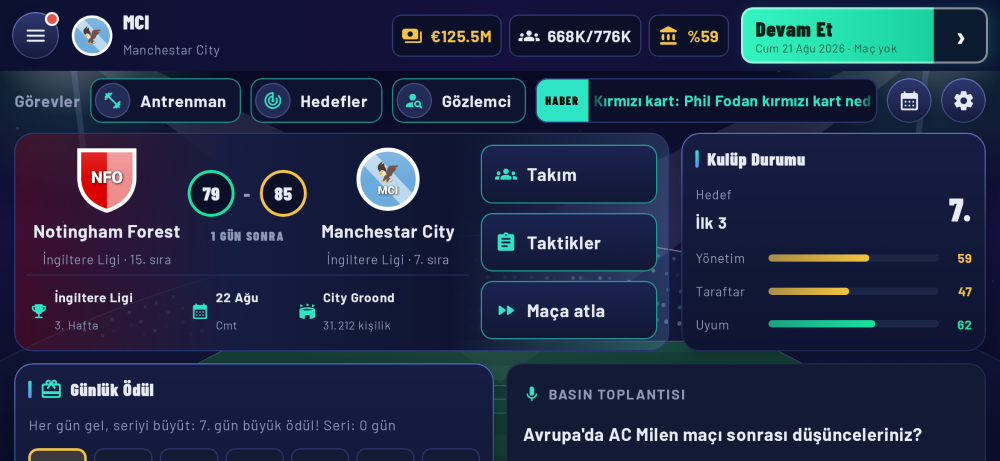 MCI
Manchestar City
€125.5M
668K/776K
%59
Devam Et
Cum 21 Ağu 2026 · Maç yok
Görevler
Antrenman
Hedefler
Gözlemci
HABER
Kırmızı kart: Phil Fodan kırmızı kart ned
NFO
79 - 85
MCI
Notingham Forest
1 GÜN SONRA
Manchestar City
İngiltere Ligi · 15. sıra
İngiltere Ligi · 7. sıra
İngiltere Ligi
3. Hafta
22 Ağu
Cmt
City Groond
31.212 kişilik
Takım
Taktikler
Maça atla
Kulüp Durumu
Hedef
İlk 3
7.
Yönetim 59
Taraftar 47
Uyum 62
Günlük Ödül
Her gün gel, seriyi büyüt: 7. gün büyük ödül! Seri: 0 gün
BASIN TOPLANTISI
Avrupa'da AC Milen maçı sonrası düşünceleriniz?